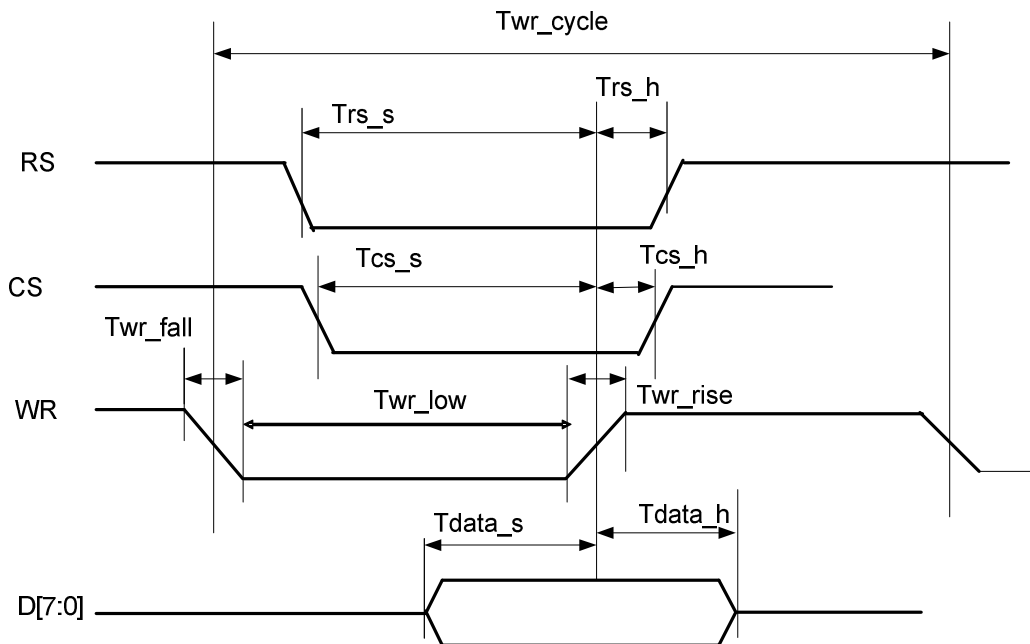 Twr_cycle
Trs_s
Trs_h
RS
Tcs_s
Tcs_h
CS
Twr_fall
Twr_low
Twr_rise
WR
Tdata_s
Tdata_h
D[7:0]